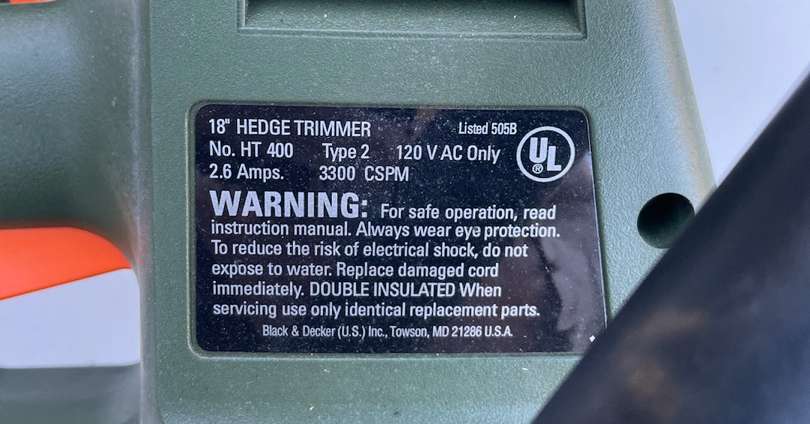 18" HEDGE TRIMMER Listed 505B
No. HT 400 Type 2 120 V AC Only
2.6 Amps. 3300 CSPM
UL®
WARNING: For safe operation, read
instruction manual. Always wear eye protection.
To reduce the risk of electrical shock, do not
expose to water. Replace damaged cord
immediately. DOUBLE INSULATED When
servicing use only identical replacement parts.
Black & Decker (U.S.) Inc., Towson, MD 21286 U.S.A.